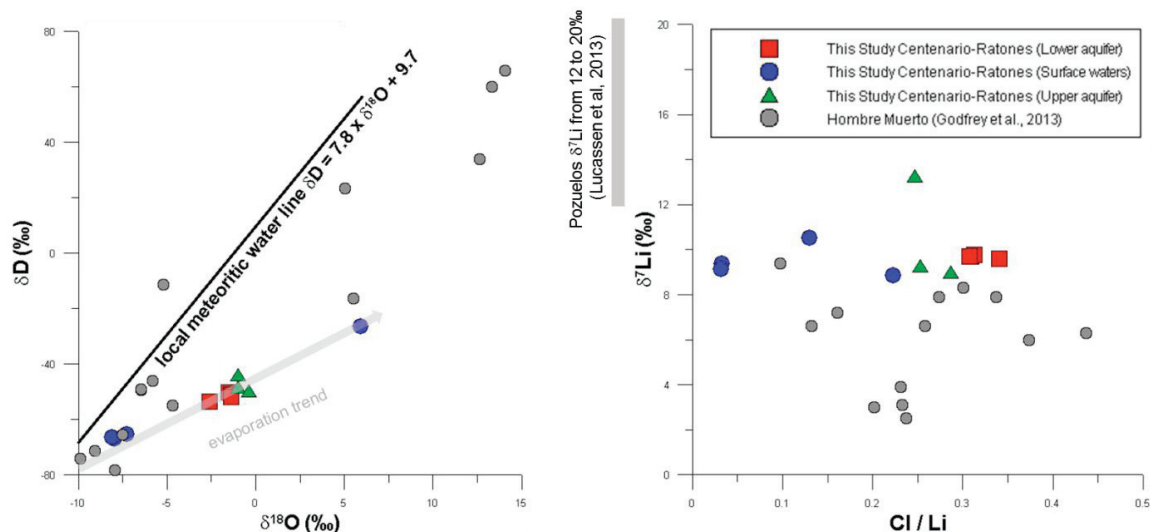 80
40
0
-40
-80
δD (‰)
local meteoritic water line δD = 7.8 x δ18O + 9.7
evaporation trend
-10
-5
0
5
10
15
δ18O (‰)
Pozuelos δ7Li from 12 to 20‰
(Lucassen et al, 2013)
20
16
12
8
4
0
δ7Li (‰)
This Study Centenario-Ratones (Lower aquifer)
This Study Centenario-Ratones (Surface waters)
This Study Centenario-Ratones (Upper aquifer)
Hombre Muerto (Godfrey et al., 2013)
0
0.1
0.2
0.3
0.4
0.5
Cl / Li